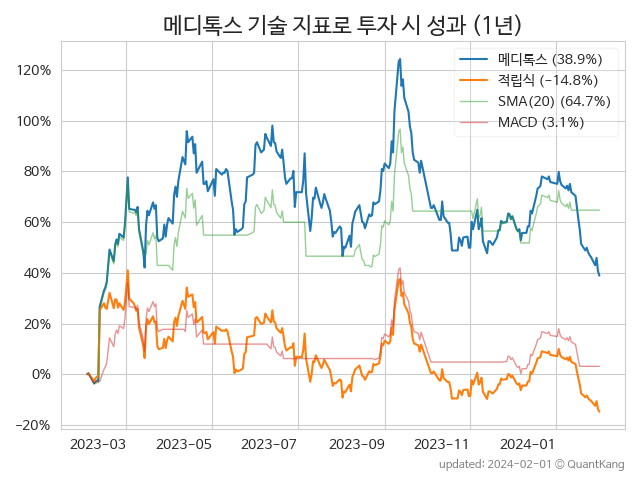 메디톡스 기술 지표로 투자 시 성과 (1년)
메디톡스 (38.9%)
적립식 (-14.8%)
SMA(20) (64.7%)
MACD (3.1%)
120%
100%
80%
60%
40%
20%
0%
-20%
2023-03 2023-05 2023-07 2023-09 2023-11 2024-01
updated: 2024-02-01 © QuantKang